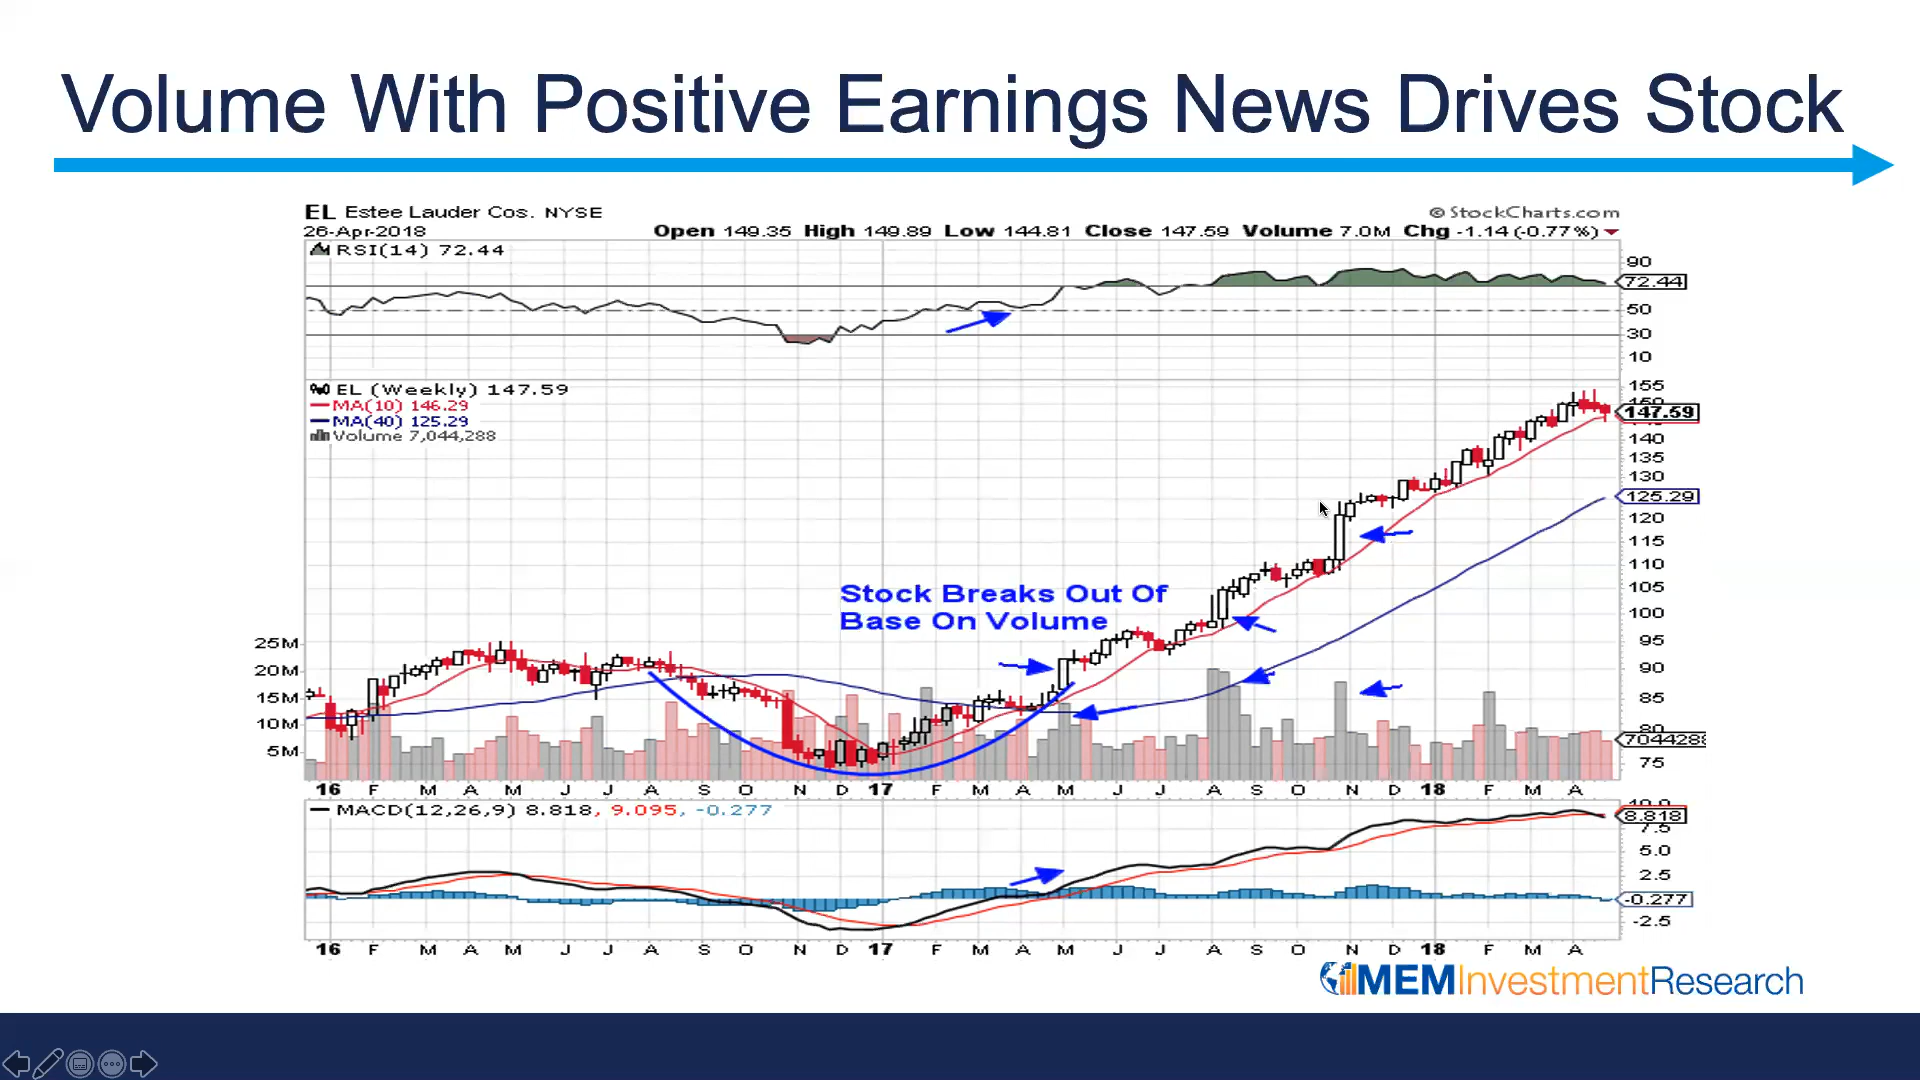 Volume With Positive Earnings News Drives Stock
EL Estee Lauder Cos. NYSE © StockCharts.com
26-Apr-2018 Open 149.35 High 149.89 Low 144.81 Close 147.59 Volume 7.0M Chg -1.14 (-0.77%)
RSI(14) 72.44
90
72.44
50
30
10
EL (Weekly) 147.59
MA(10) 146.29
MA(40) 125.29
Volume 7,044,288
155
147.59
140
135
130
125.29
120
115
110
105
100
95
90
85
80
7044288
75
Stock Breaks Out Of
Base On Volume
25M
20M
15M
10M
5M
16 F M A M J J A S O N D 17 F M A M J J A S O N D 18 F M A
MACD(12,26,9) 8.818, 9.095, -0.277
10.0
8.818
7.5
5.0
2.5
-0.277
-2.5
16 F M A M J J A S O N D 17 F M A M J J A S O N D 18 F M A
MEMInvestmentResearch